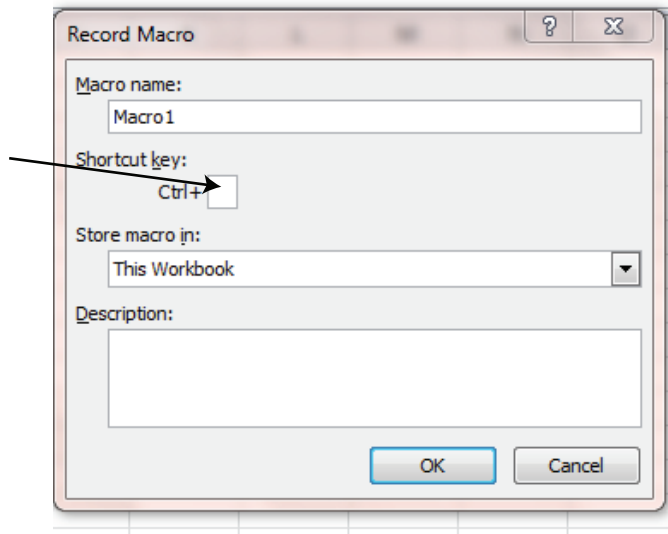 Record Macro
Macro name:
Macro1
Shortcut key:
Ctrl+
Store macro in:
This Workbook
Description:
OK Cancel